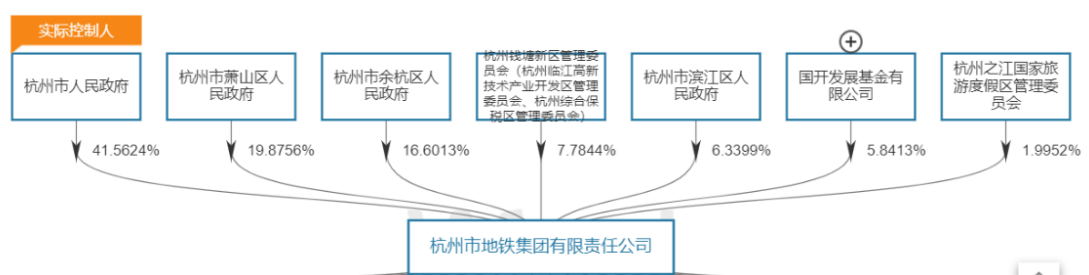 实际控制人
杭州市人民政府
杭州市萧山区人
民政府
杭州市余杭区人
民政府
杭州钱塘新区管理委
员会（杭州临江高新
技术产业开发区管理
委员会、杭州综合保
税区管理委员会）
杭州市滨江区人
民政府
国开发展基金有
限公司
杭州之江国家旅
游度假区管理委
员会
41.5624%
19.8756%
16.6013%
7.7844%
6.3399%
5.8413%
1.9952%
杭州市地铁集团有限责任公司